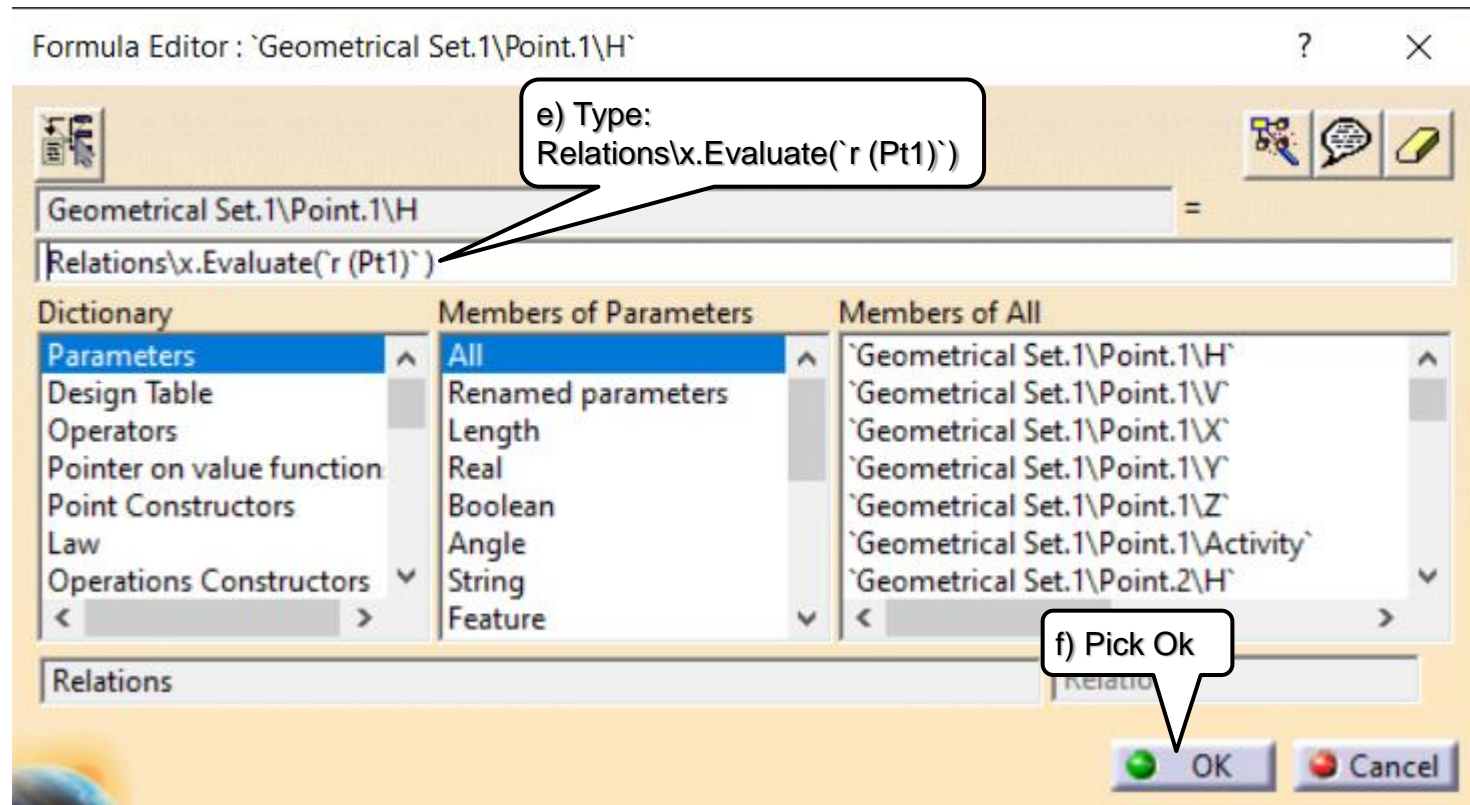 Formula Editor : `Geometrical Set.1\Point.1\H`
?
e) Type:
Relations\x.Evaluate(`r (Pt1)`)
Geometrical Set.1\Point.1\H
=
Relations\x.Evaluate(`r (Pt1)` )
Dictionary
Parameters
Design Table
Operators
Pointer on value function
Point Constructors
Law
Operations Constructors
Members of Parameters
All
Renamed parameters
Length
Real
Boolean
Angle
String
Feature
Members of All
`Geometrical Set.1\Point.1\H`
`Geometrical Set.1\Point.1\V`
`Geometrical Set.1\Point.1\X`
`Geometrical Set.1\Point.1\Y`
`Geometrical Set.1\Point.1\Z`
`Geometrical Set.1\Point.1\Activity`
`Geometrical Set.1\Point.2\H`
f) Pick Ok
Relations
OK
Cancel